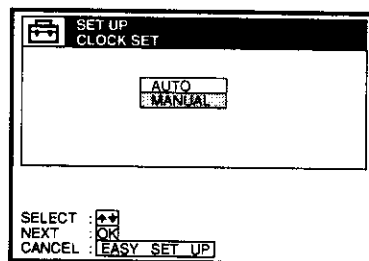 SET UP
CLOCK SET
AUTO
MANUAL
SELECT :
NEXT : OK
CANCEL : EASY SET UP